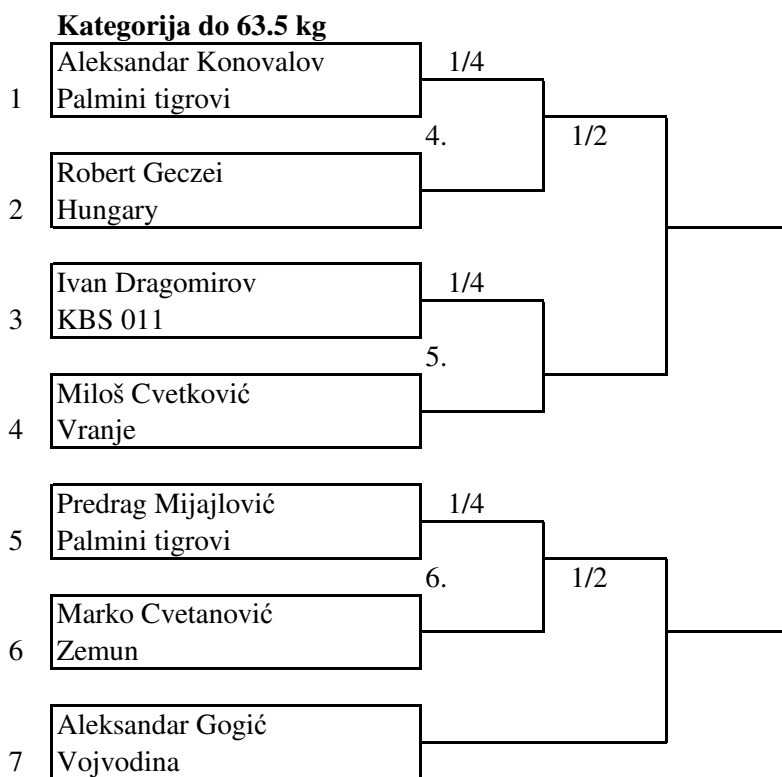 Kategorija do 63.5 kg
Aleksandar Konovalov 1/4
1 Palmini tigrovi
4. 1/2
Robert Geczei
2 Hungary
Ivan Dragomirov 1/4
3 KBS 011
5.
Miloš Cvetković
4 Vranje
Predrag Mijajlović 1/4
5 Palmini tigrovi
6. 1/2
Marko Cvetanović
6 Zemun
Aleksandar Gogić
7 Vojvodina